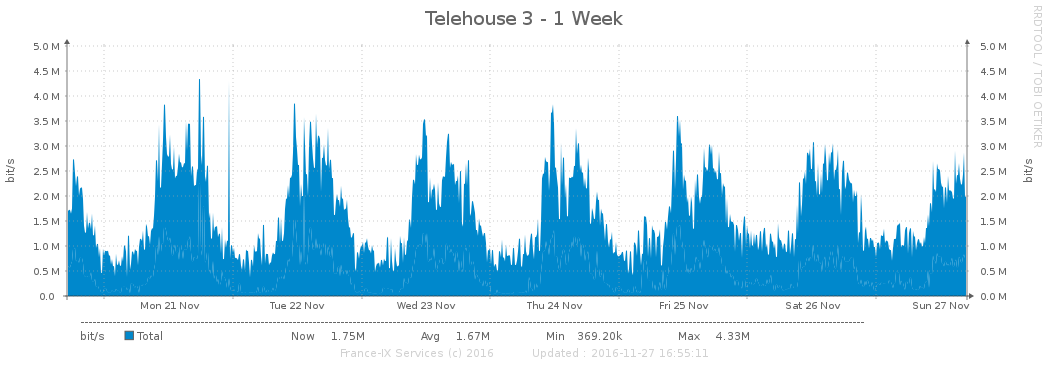 Telehouse 3 - 1 Week
RRDTOOL / TOBI OETIKER
bit/s
5.0 M
4.5 M
4.0 M
3.5 M
3.0 M
2.5 M
2.0 M
1.5 M
1.0 M
0.5 M
0.0
5.0 M
4.5 M
4.0 M
3.5 M
3.0 M
2.5 M
2.0 M
1.5 M
1.0 M
0.5 M
0.0 M
bit/s
Mon 21 Nov Tue 22 Nov Wed 23 Nov Thu 24 Nov Fri 25 Nov Sat 26 Nov Sun 27 Nov
bit/s Total Now 1.75M Avg 1.67M Min 369.20k Max 4.33M
France-IX Services (c) 2016 Updated : 2016-11-27 16:55:11